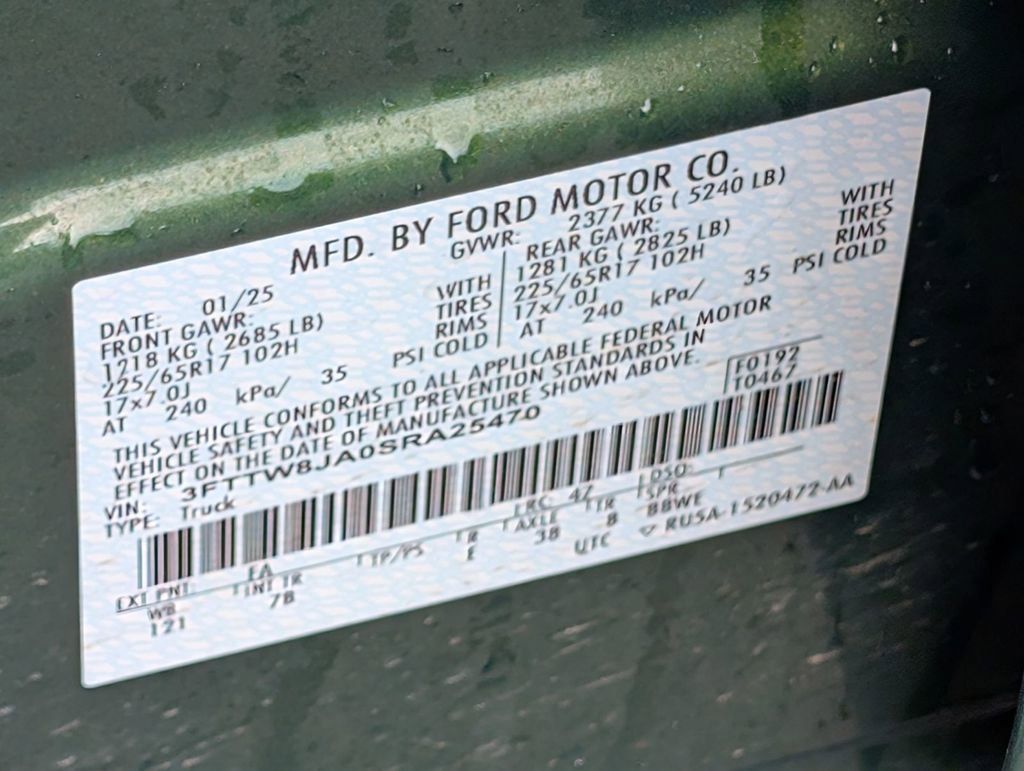 MFD. BY FORD MOTOR CO.
DATE: 01/25
GVWR: 2377 KG ( 5240 LB)
FRONT GAWR:
1218 KG ( 2685 LB) WITH
225/65R17 102H TIRES
17x7.0J RIMS
AT 240 kPa/ 35 PSI COLD
REAR GAWR:
1281 KG ( 2825 LB) WITH
225/65R17 102H TIRES
17x7.0J RIMS
AT 240 kPa/ 35 PSI COLD
THIS VEHICLE CONFORMS TO ALL APPLICABLE FEDERAL MOTOR
VEHICLE SAFETY AND THEFT PREVENTION STANDARDS IN
EFFECT ON THE DATE OF MANUFACTURE SHOWN ABOVE.
VIN: 3FTTW8JA0SRA25470
TYPE: Truck
F0192
T0467
EXT PNT: EA RC: 47 DSO:
WB INT TR TP/PS R AXLE TR SPR
121 7B E 38 8 BBWE
UTC ▽ RU5A-1520472-AA